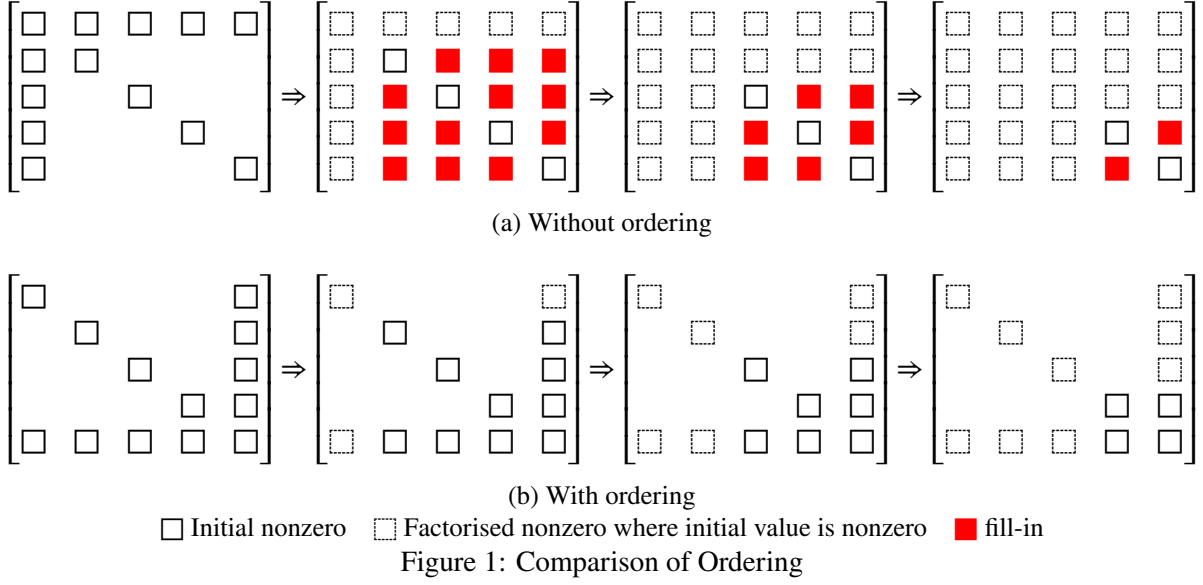 ⇒ ⇒ ⇒
(a) Without ordering
⇒ ⇒ ⇒
(b) With ordering
Initial nonzero Factorised nonzero where initial value is nonzero fill-in
Figure 1: Comparison of Ordering